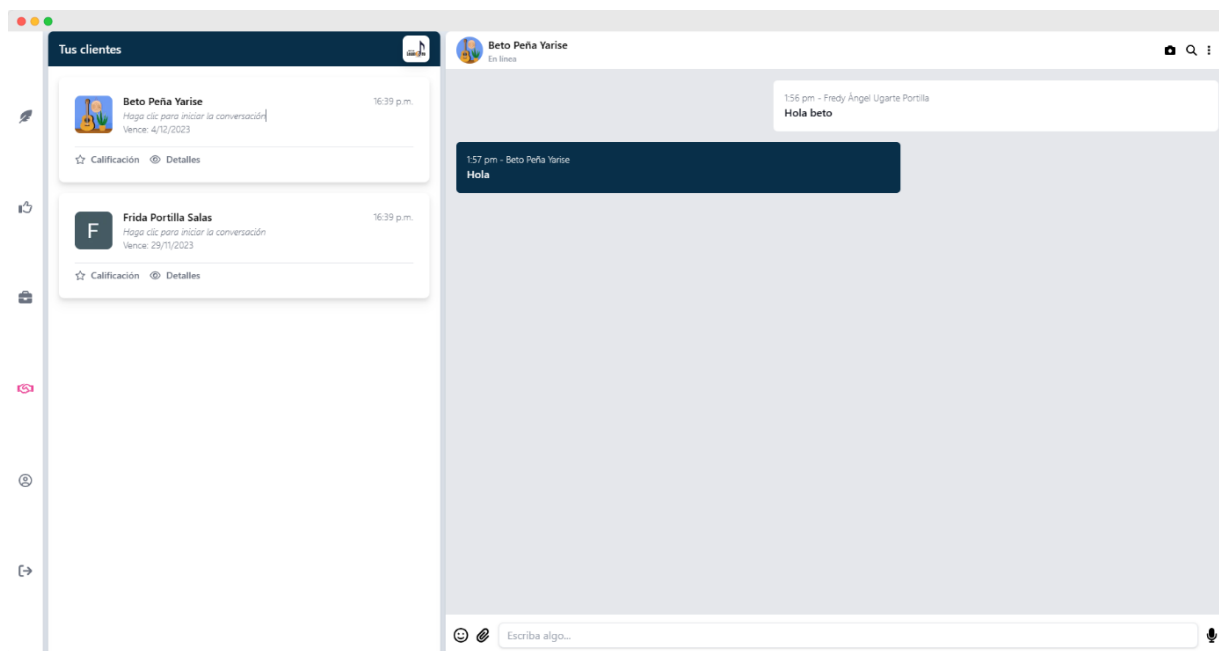 Tus clientes
Beto Peña Yarise
16:39 p.m.
Haga clic para iniciar la conversación
Vence: 4/12/2023
Calificación Detalles
F
Frida Portilla Salas
16:39 p.m.
Haga clic para iniciar la conversación
Vence: 29/11/2023
Calificación Detalles
Beto Peña Yarise
En línea
1:56 pm - Fredy Ángel Ugarte Portilla
Hola beto
1:57 pm - Beto Peña Yarise
Hola
Escriba algo...